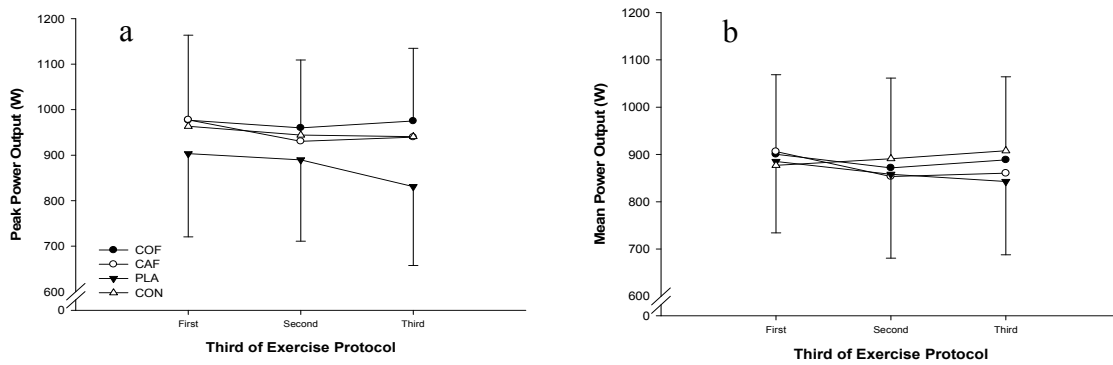 a
1200
1100
1000
900
800
700
600
0
Peak Power Output (W)
COF
CAF
PLA
CON
First Second Third
Third of Exercise Protocol
b
1200
1100
1000
900
800
700
600
0
Mean Power Output (W)
First Second Third
Third of Exercise Protocol